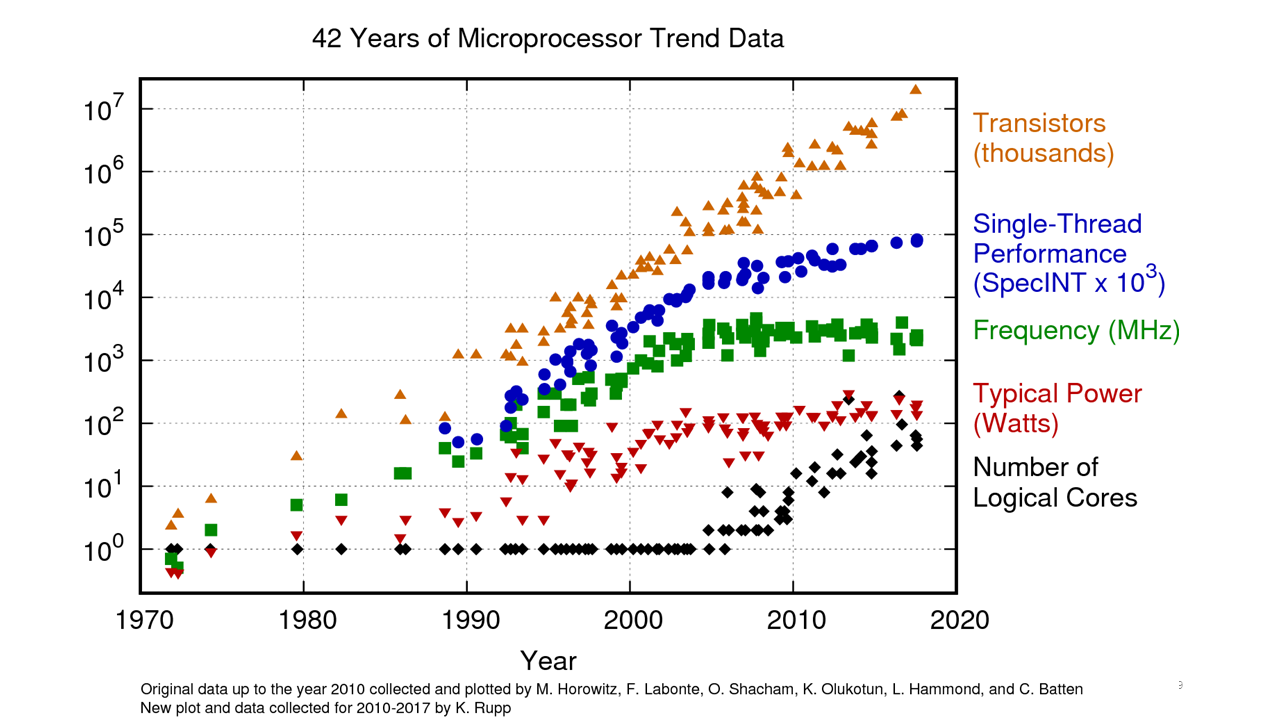 42 Years of Microprocessor Trend Data
10^7
10^6
10^5
10^4
10^3
10^2
10^1
10^0
1970 1980 1990 2000 2010 2020
Year
Transistors
(thousands)
Single-Thread
Performance
(SpecINT x 10^3)
Frequency (MHz)
Typical Power
(Watts)
Number of
Logical Cores
Original data up to the year 2010 collected and plotted by M. Horowitz, F. Labonte, O. Shacham, K. Olukotun, L. Hammond, and C. Batten
New plot and data collected for 2010-2017 by K. Rupp
9